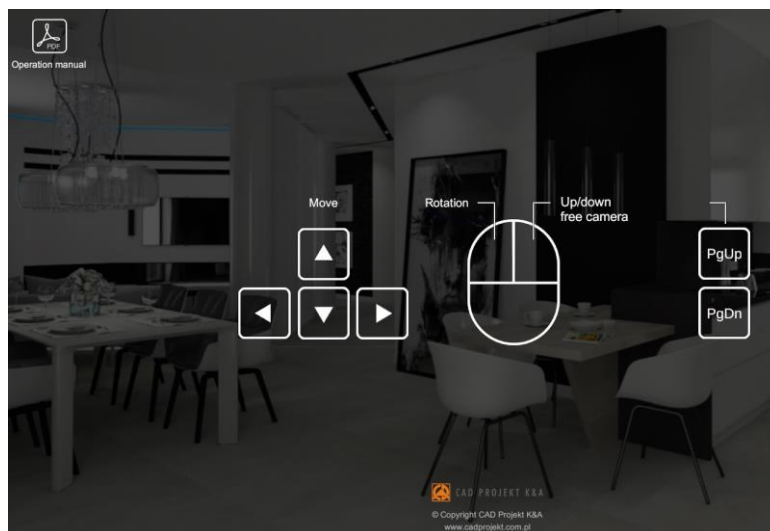 PDF
Operation manual
Move
Rotation
Up/down
free camera
PgUp
PgDn
CAD PROJEKT K&A
© Copyright CAD Projekt K&A
www.cadprojekt.com.pl